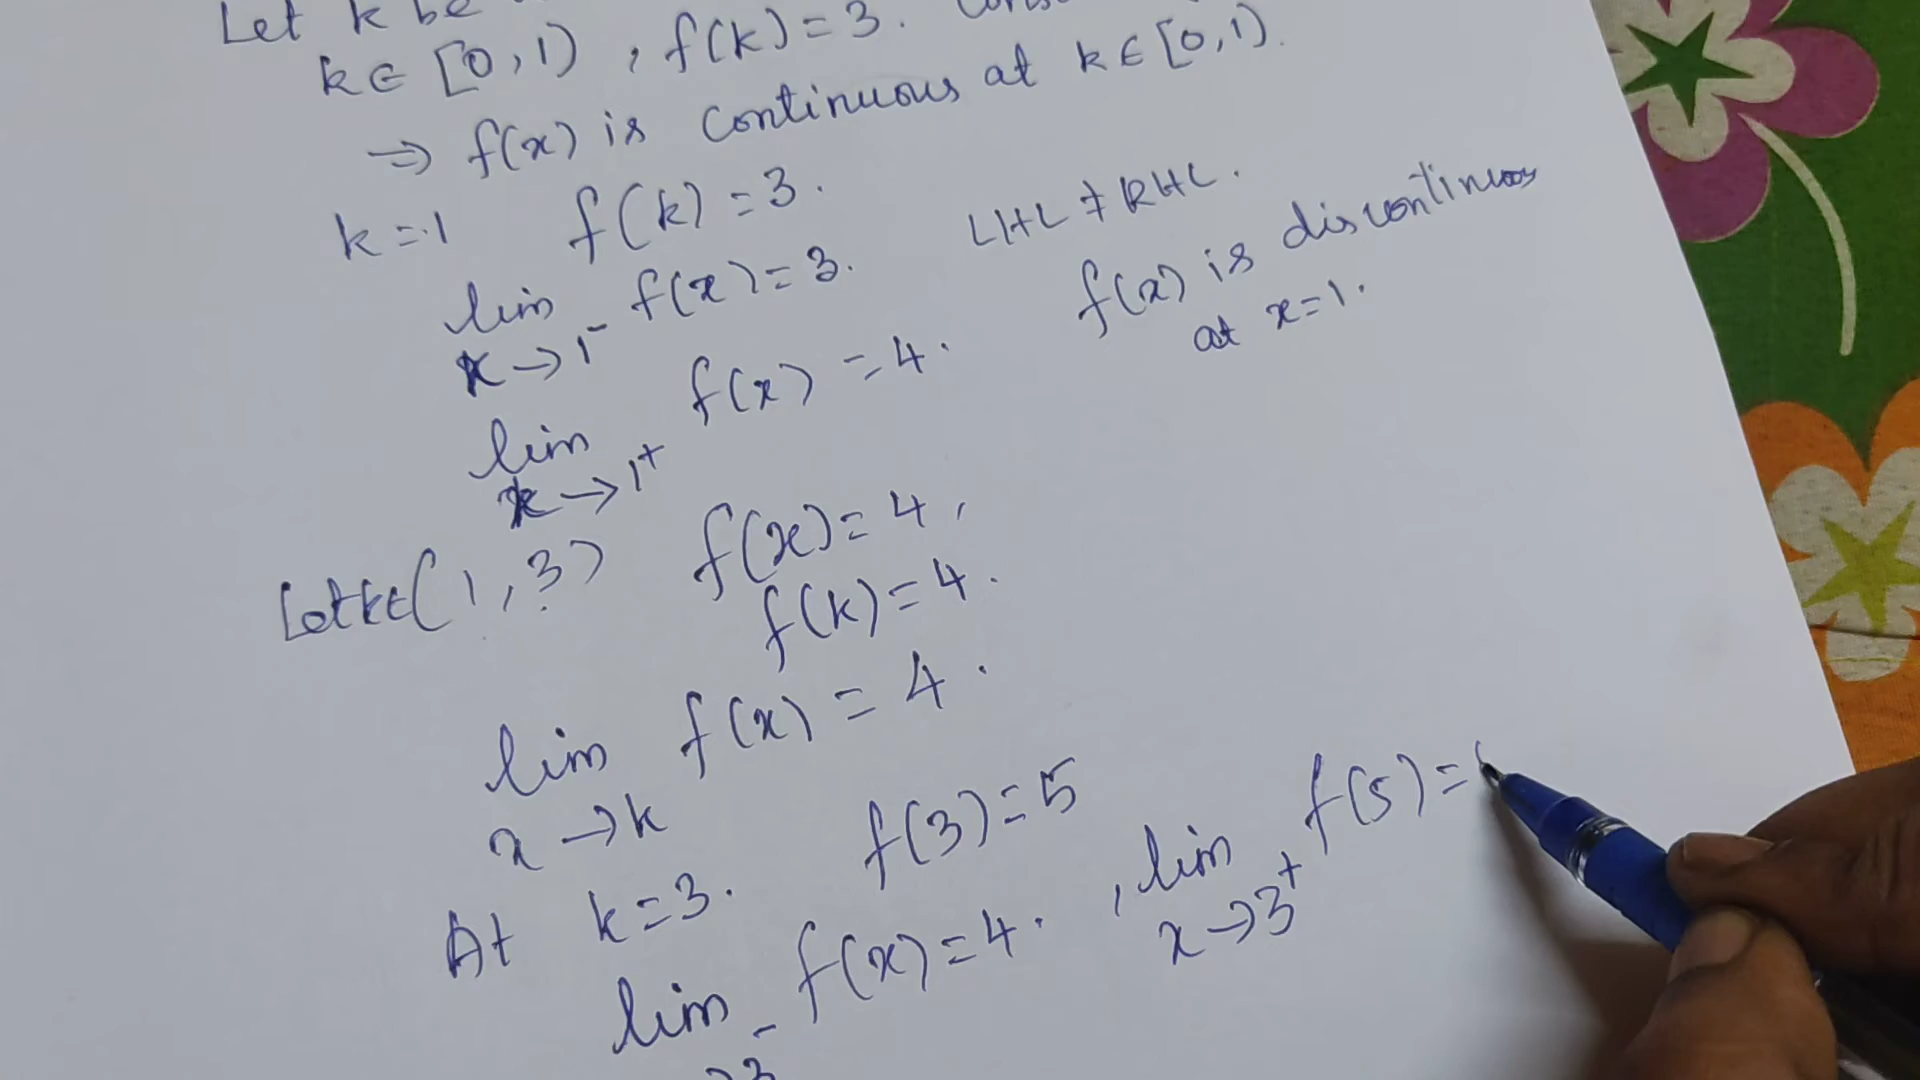 Let k be
k ∈ [0,1) , f(k) = 3.
⇒ f(x) is continuous at k ∈ [0,1).
k = 1 f(k) = 3.
lim f(x) = 3.
x → 1⁻
LHL ≠ RHL.
f(x) is discontinuous
at x = 1.
lim f(x) = 4.
x → 1⁺
k ∈ (1, 3) f(x) = 4,
f(k) = 4.
lim f(x) = 4.
x → k
At k = 3. f(3) = 5
lim f(x) = 4. , lim f(5) =
x → 3⁺
→ 3⁻